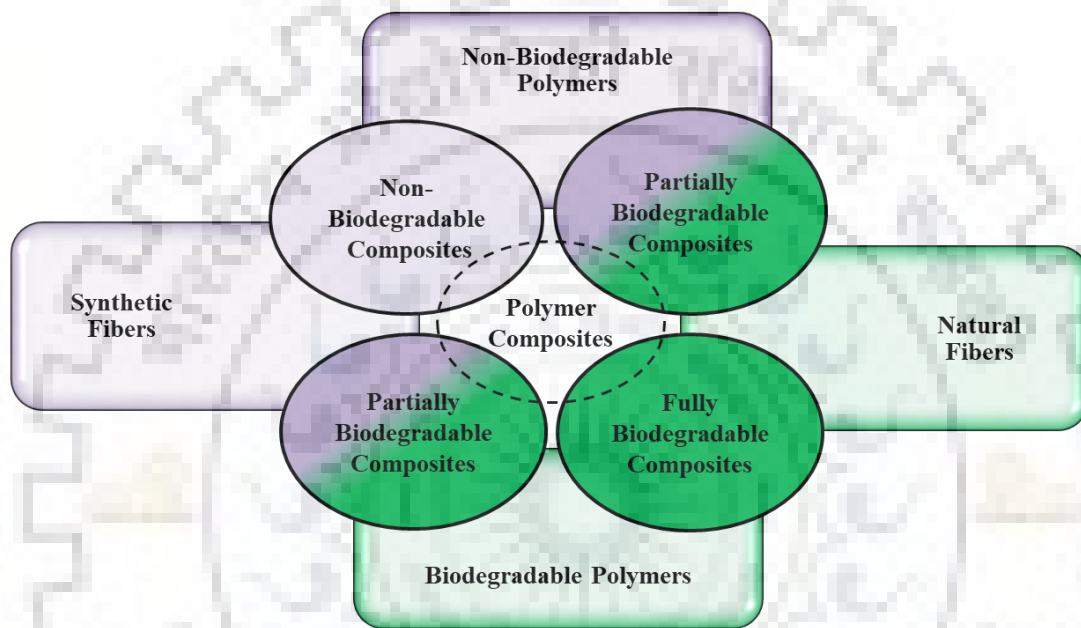 Non-Biodegradable
Polymers
Non-
Biodegradable
Composites
Partially
Biodegradable
Composites
Synthetic
Fibers
Polymer
Composites
Natural
Fibers
Partially
Biodegradable
Composites
Fully
Biodegradable
Composites
Biodegradable Polymers